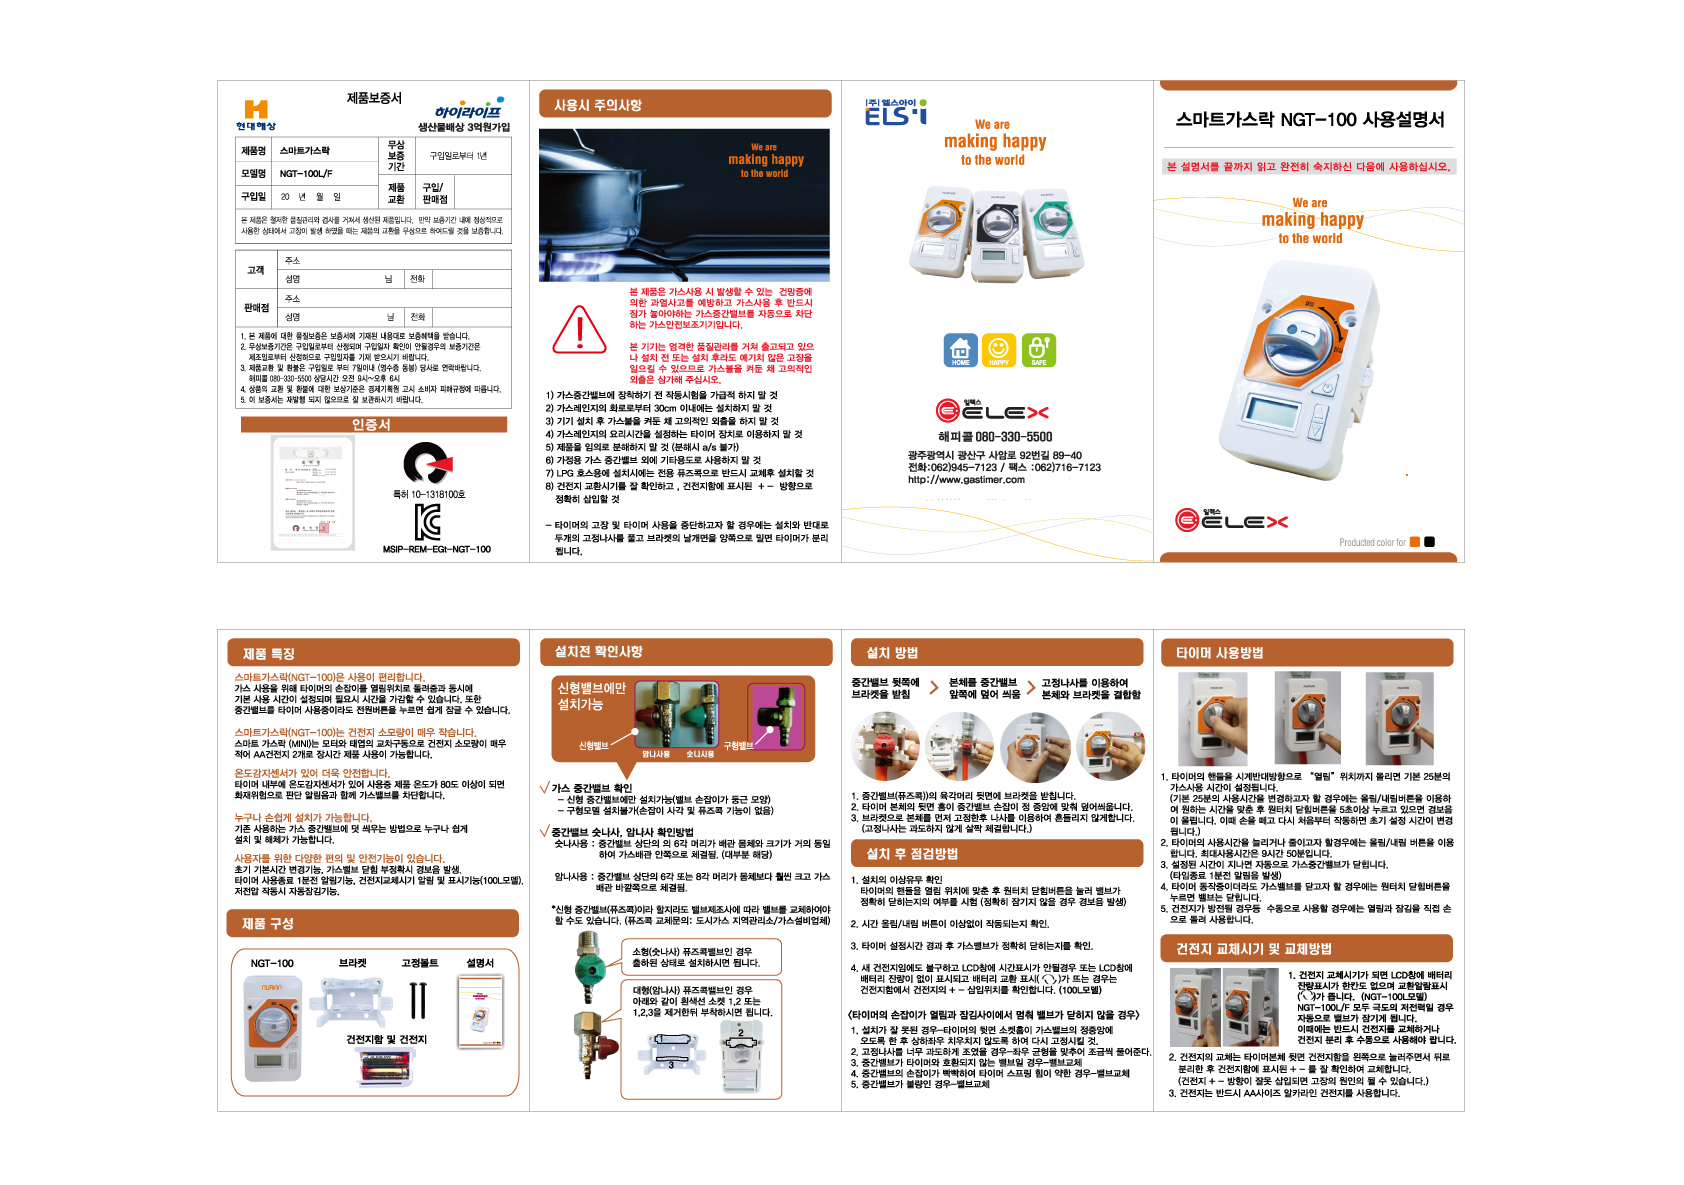 제품보증서
현대해상
하이라이프
생산물배상 3억원가입
제품명 스마트가스락
무상 보증 기간 구입일로부터 1년
모델명 NGT-100L/F
구입일 20 년 월 일
제품 교환 구입/ 판매점
본 제품은 철저한 품질관리와 검사를 거쳐서 생산된 제품입니다. 만약 보증기간 내에 정상적으로
사용한 상태에서 고장이 발생 하였을 때는 제품의 교환을 무상으로 하여드릴 것을 보증합니다.
고객 주소
성명 님 전화
판매점 주소
성명 님 전화
1. 본 제품에 대한 품질보증은 보증서에 기재된 내용대로 보증혜택을 받습니다.
2. 무상보증기간은 구입일로부터 산정되며 구입일자 확인이 안될경우의 보증기간은
제조일로부터 산정하므로 구입일자를 기재 받으시기 바랍니다.
3. 제품교환 및 환불은 구입일로 부터 7일이내 (영수증 동봉) 당사로 연락바랍니다.
해피콜 080-330-5500 상담시간 오전 9시~오후 6시
4. 상품의 교환 및 환불에 대한 보상기준은 경제기획원 고시 소비자 피해규정에 따릅니다.
5. 이 보증서는 재발행 되지 않으므로 잘 보관하시기 바랍니다.
인증서
특허 10-1318100호
MSIP-REM-EGt-NGT-100
사용시 주의사항
We are
making happy
to the world
본 제품은 가스사용 시 발생할 수 있는 건망증에
의한 과열사고를 예방하고 가스사용 후 반드시
잠가 놓아야하는 가스중간밸브를 자동으로 차단
하는 가스안전보조기기입니다.
본 기기는 엄격한 품질관리를 거쳐 출고되고 있으
나 설치 전 또는 설치 후라도 예기치 않은 고장을
일으킬 수 있으므로 가스불을 켜둔 채 고의적인
외출은 삼가해 주십시오.
1) 가스중간밸브에 장착하기 전 작동시험을 가급적 하지 말 것
2) 가스레인지의 화로로부터 30cm 이내에는 설치하지 말 것
3) 기기 설치 후 가스불을 켜둔 채 고의적인 외출을 하지 말 것
4) 가스레인지의 요리시간을 설정하는 타이머 장치로 이용하지 말 것
5) 제품을 임의로 분해하지 말 것 (분해시 a/s 불가)
6) 가정용 가스 중간밸브 외에 기타용도로 사용하지 말 것
7) LPG 호스용에 설치시에는 전용 퓨즈콕으로 반드시 교체후 설치할 것
8) 건전지 교환시기를 잘 확인하고 , 건전지함에 표시된 + - 방향으로
정확히 삽입할 것
- 타이머의 고장 및 타이머 사용을 중단하고자 할 경우에는 설치와 반대로
두개의 고정나사를 풀고 브라켓의 날개면을 양쪽으로 밀면 타이머가 분리
됩니다.
(주) 엘스아이
ELSi
We are
making happy
to the world
HOME HAPPY SAFE
일렉스
ELEX
해피콜 080-330-5500
광주광역시 광산구 사암로 92번길 89-40
전화:062)945-7123 / 팩스 :062)716-7123
http://www.gastimer.com
스마트가스락 NGT-100 사용설명서
본 설명서를 끝까지 읽고 완전히 숙지하신 다음에 사용하십시오.
We are
making happy
to the world
일렉스
ELEX
Producted color for
제품 특징
스마트가스락(NGT-100)은 사용이 편리합니다.
가스 사용을 위해 타이머의 손잡이를 열림위치로 돌려줌과 동시에
기본 사용 시간이 설정되며 필요시 시간을 가감할 수 있습니다. 또한
중간밸브를 타이머 사용중이라도 전원버튼을 누르면 쉽게 잠글 수 있습니다.
스마트가스락(NGT-100)는 건전지 소모량이 매우 작습니다.
스마트 가스락 (MINI)는 모터와 태엽의 교차구동으로 건전지 소모량이 매우
적어 AA건전지 2개로 장시간 제품 사용이 가능합니다.
온도감지센서가 있어 더욱 안전합니다.
타이머 내부에 온도감지센서가 있어 사용중 제품 온도가 80도 이상이 되면
화재위험으로 판단 알림음과 함께 가스밸브를 차단합니다.
누구나 손쉽게 설치가 가능합니다.
기존 사용하는 가스 중간밸브에 덧 씌우는 방법으로 누구나 쉽게
설치 및 해체가 가능합니다.
사용자를 위한 다양한 편의 및 안전기능이 있습니다.
초기 기본시간 변경기능, 가스밸브 닫힘 부정확시 경보음 발생.
타이머 사용종료 1분전 알림기능, 건전지교체시기 알림 및 표시기능(100L모델).
저전압 작동시 자동잠김기능.
제품 구성
NGT-100 브라켓 고정볼트 설명서
NURIAN
건전지함 및 건전지
설치전 확인사항
신형밸브에만
설치가능
신형밸브 암나사용 숫나사용 구형밸브
가스 중간밸브 확인
- 신형 중간밸브에만 설치가능(밸브 손잡이가 둥근 모양)
- 구형모델 설치불가(손잡이 사각 및 퓨즈콕 기능이 없음)
중간밸브 숫나사, 암나사 확인방법
숫나사용 : 중간밸브 상단의 의 6각 머리가 배관 몸체와 크기가 거의 동일
하여 가스배관 안쪽으로 체결됨. (대부분 해당)
암나사용 : 중간밸브 상단의 6각 또는 8각 머리가 몸체보다 훨씬 크고 가스
배관 바깥쪽으로 체결됨.
*신형 중간밸브(퓨즈콕)이라 할지라도 밸브제조사에 따라 밸브를 교체하여야
할 수도 있습니다. (퓨즈콕 교체문의: 도시가스 지역관리소/가스설비업체)
소형(숫나사) 퓨즈콕밸브인 경우
출하된 상태로 설치하시면 됩니다.
대형(암나사) 퓨즈콕밸브인 경우
아래와 같이 흰색선 소켓 1,2 또는
1,2,3을 제거한뒤 부착하시면 됩니다.
1
2
3
설치 방법
중간밸브 뒷쪽에
브라켓을 받침
본체를 중간밸브
앞쪽에 덮어 씌움
고정나사를 이용하여
본체와 브라켓을 결합함
1. 중간밸브(퓨즈콕))의 육각머리 뒷면에 브라켓을 받칩니다.
2. 타이머 본체의 뒷면 홈이 중간밸브 손잡이 정 중앙에 맞춰 덮어씌웁니다.
3. 브라켓으로 본체를 먼저 고정한후 나사를 이용하여 흔들리지 않게합니다.
(고정나사는 과도하지 않게 살짝 체결합니다.)
설치 후 점검방법
1. 설치의 이상유무 확인
타이머의 핸들을 열림 위치에 맞춘 후 원터치 닫힘버튼을 눌러 밸브가
정확히 닫히는지의 여부를 시험 (정확히 잠기지 않을 경우 경보음 발생)
2. 시간 올림/내림 버튼이 이상없이 작동되는지 확인.
3. 타이머 설정시간 경과 후 가스밸브가 정확히 닫히는지를 확인.
4. 새 건전지임에도 불구하고 LCD창에 시간표시가 안될경우 또는 LCD창에
배터리 잔량이 없이 표시되고 배터리 교환 표시( )가 뜨는 경우는
건전지함에서 건전지의 + - 삽입위치를 확인합니다. (100L모델)
<타이머의 손잡이가 열림과 잠김사이에서 멈춰 밸브가 닫히지 않을 경우>
1. 설치가 잘 못된 경우-타이머의 뒷면 소켓홈이 가스밸브의 정중앙에
오도록 한 후 상하좌우 치우치지 않도록 하여 다시 고정시킬 것.
2. 고정나사를 너무 과도하게 조였을 경우-좌우 균형을 맞추어 조금씩 풀어준다.
3. 중간밸브가 타이머와 호환되지 않는 밸브일 경우-밸브교체
4. 중간밸브의 손잡이가 빡빡하여 타이머 스프링 힘이 약한 경우-밸브교체
5. 중간밸브가 불량인 경우-밸브교체
타이머 사용방법
1. 타이머의 핸들을 시계반대방향으로 “열림” 위치까지 돌리면 기본 25분의
가스사용 시간이 설정됩니다.
(기본 25분의 사용시간을 변경하고자 할 경우에는 올림/내림버튼을 이용하
여 원하는 시간을 맞춘 후 원터치 닫힘버튼을 5초이상 누르고 있으면 경보음
이 울립니다. 이때 손을 떼고 다시 처음부터 작동하면 초기 설정 시간이 변경
됩니다.)
2. 타이머의 사용시간을 늘리거나 줄이고자 할경우에는 올림/내림 버튼을 이용
합니다. 최대사용시간은 9시간 50분입니다.
3. 설정된 시간이 지나면 자동으로 가스중간밸브가 닫힙니다.
(타임종료 1분전 알림음 발생)
4. 타이머 동작중이더라도 가스밸브를 닫고자 할 경우에는 원터치 닫힘버튼을
누르면 밸브는 닫힙니다.
5. 건전지가 방전될 경우등 수동으로 사용할 경우에는 열림과 잠김을 직접 손
으로 돌려 사용합니다.
건전지 교체시기 및 교체방법
1. 건전지 교체시기가 되면 LCD창에 배터리
잔량표시가 한칸도 없으며 교환알람표시
( )가 뜹니다. (NGT-100L모델)
NGT-100L/F 모두 극도의 저전력일 경우
자동으로 밸브가 잠기게 됩니다.
이때에는 반드시 건전지를 교체하거나
건전지 분리 후 수동으로 사용해야 합니다.
2. 건전지의 교체는 타이머본체 뒷면 건전지함을 왼쪽으로 눌러주면서 뒤로
분리한 후 건전지함에 표시된 + - 를 잘 확인하여 교체합니다.
(건전지 + - 방향이 잘못 삽입되면 고장의 원인의 될 수 있습니다.)
3. 건전지는 반드시 AA사이즈 알카라인 건전지를 사용합니다.